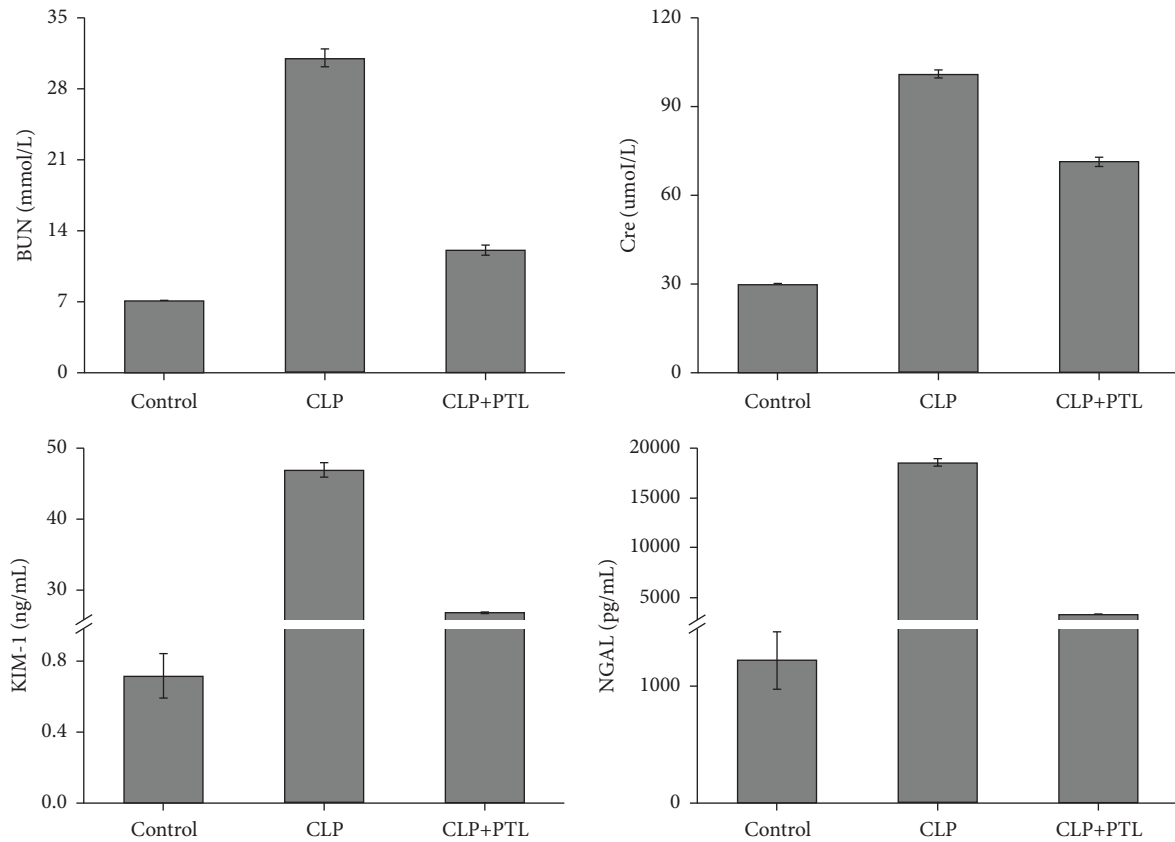 BUN (mmol/L)
35
28
21
14
7
0
Control CLP CLP+PTL
Cre (umoI/L)
120
90
60
30
0
Control CLP CLP+PTL
KIM-1 (ng/mL)
50
40
30
0.8
0.4
0.0
Control CLP CLP+PTL
NGAL (pg/mL)
20000
15000
10000
5000
1000
0
Control CLP CLP+PTL